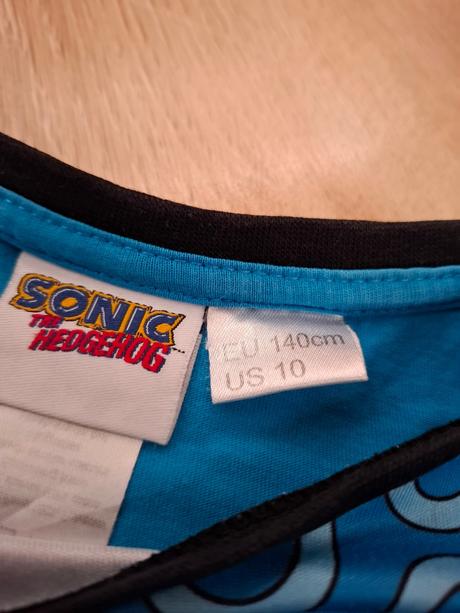 SONIC
THE
HEDGEHOG
EU 140cm
US 10